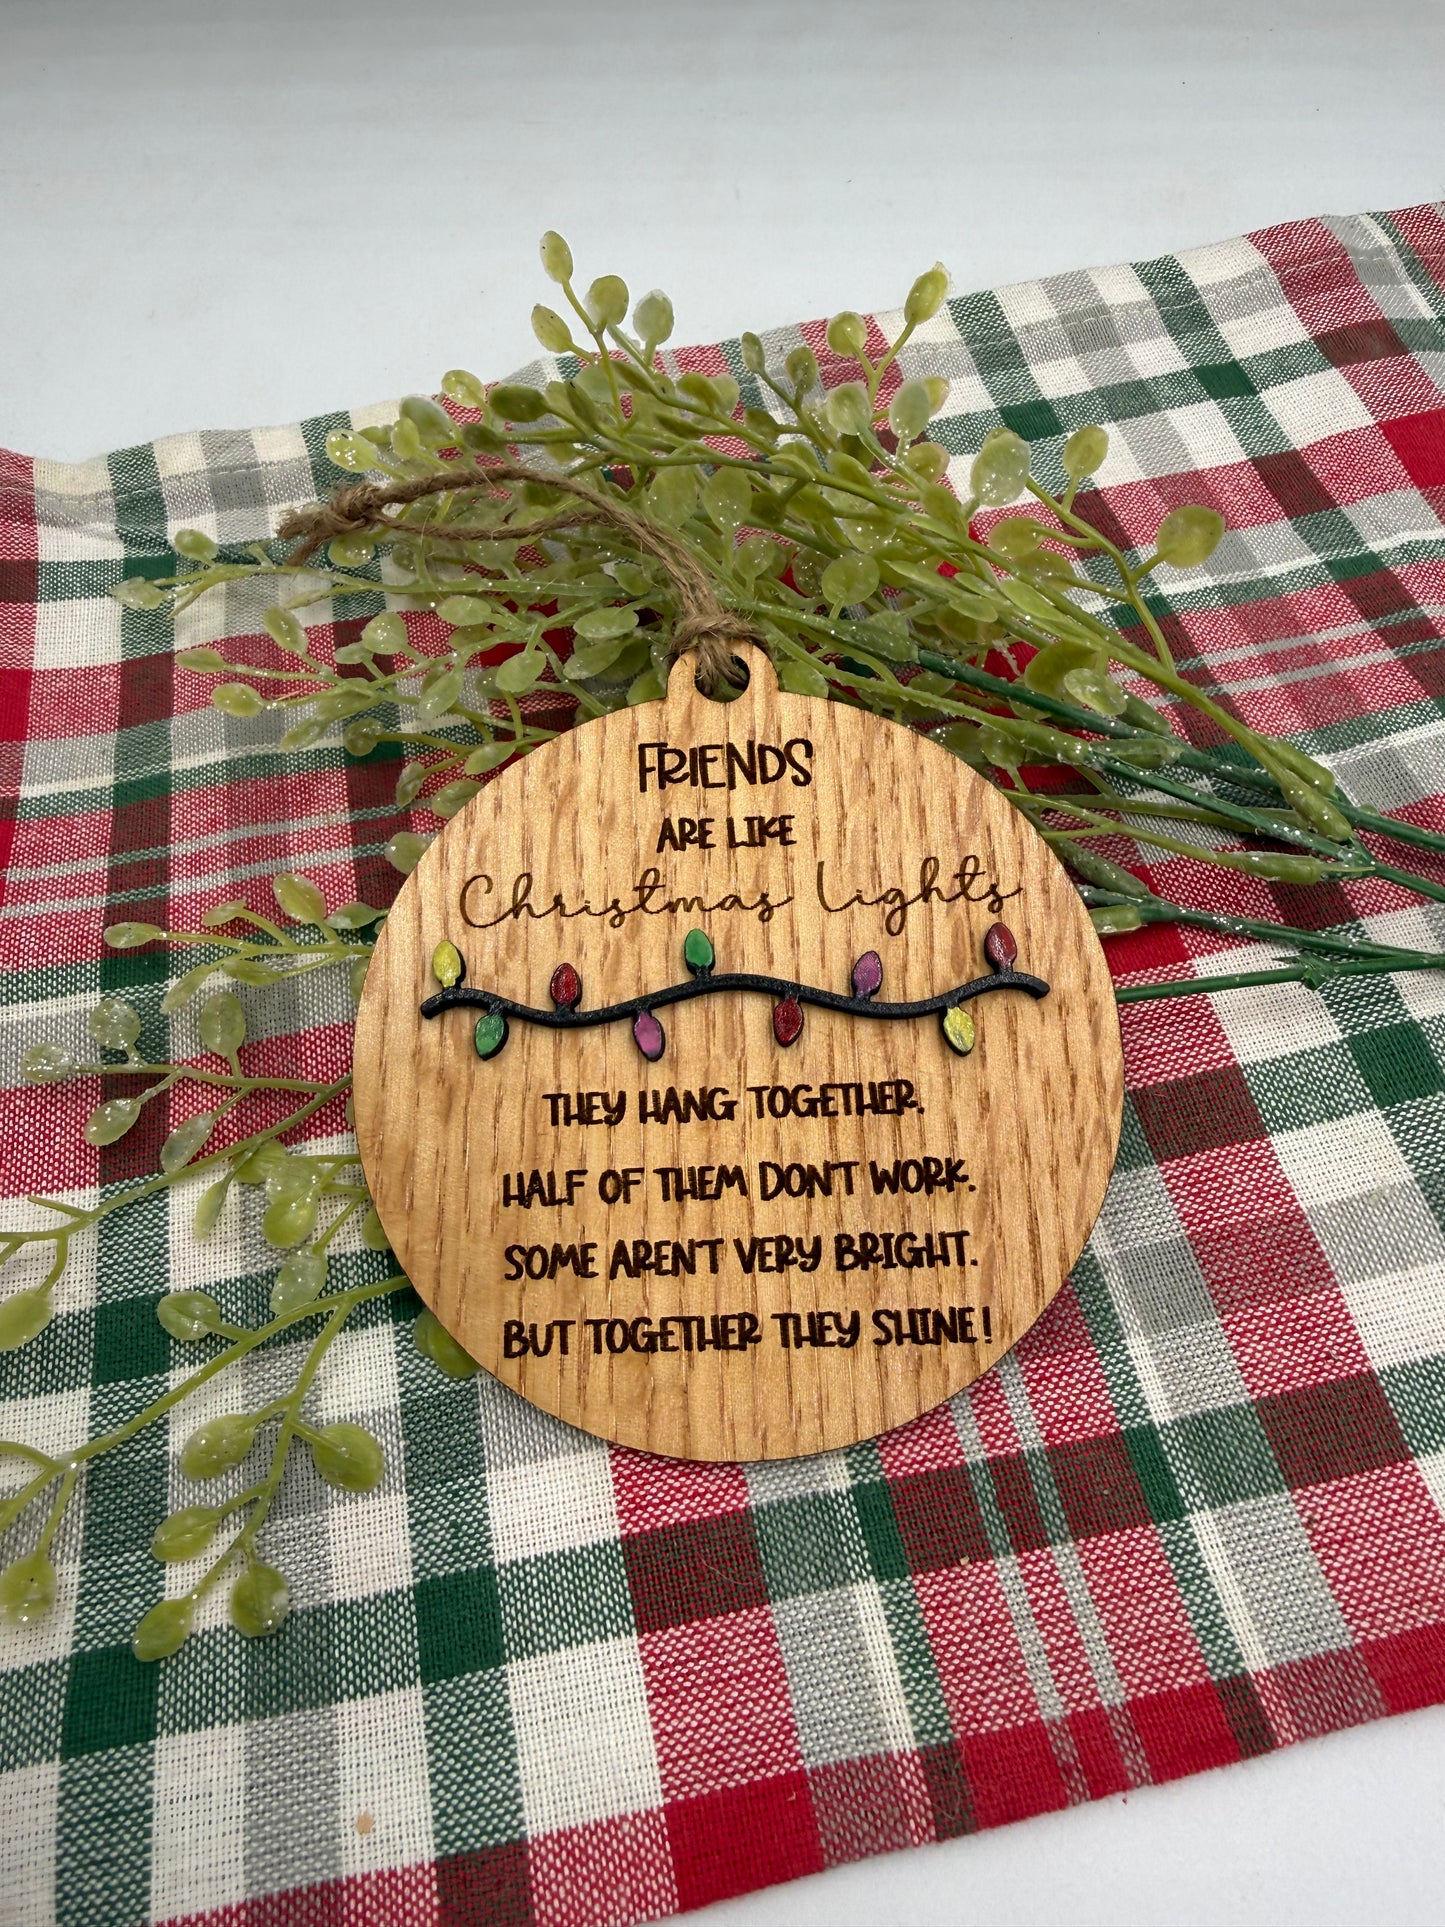 FRIENDS
ARE LIKE
Christmas Lights
THEY HANG TOGETHER.
HALF OF THEM DON'T WORK.
SOME AREN'T VERY BRIGHT.
BUT TOGETHER THEY SHINE!